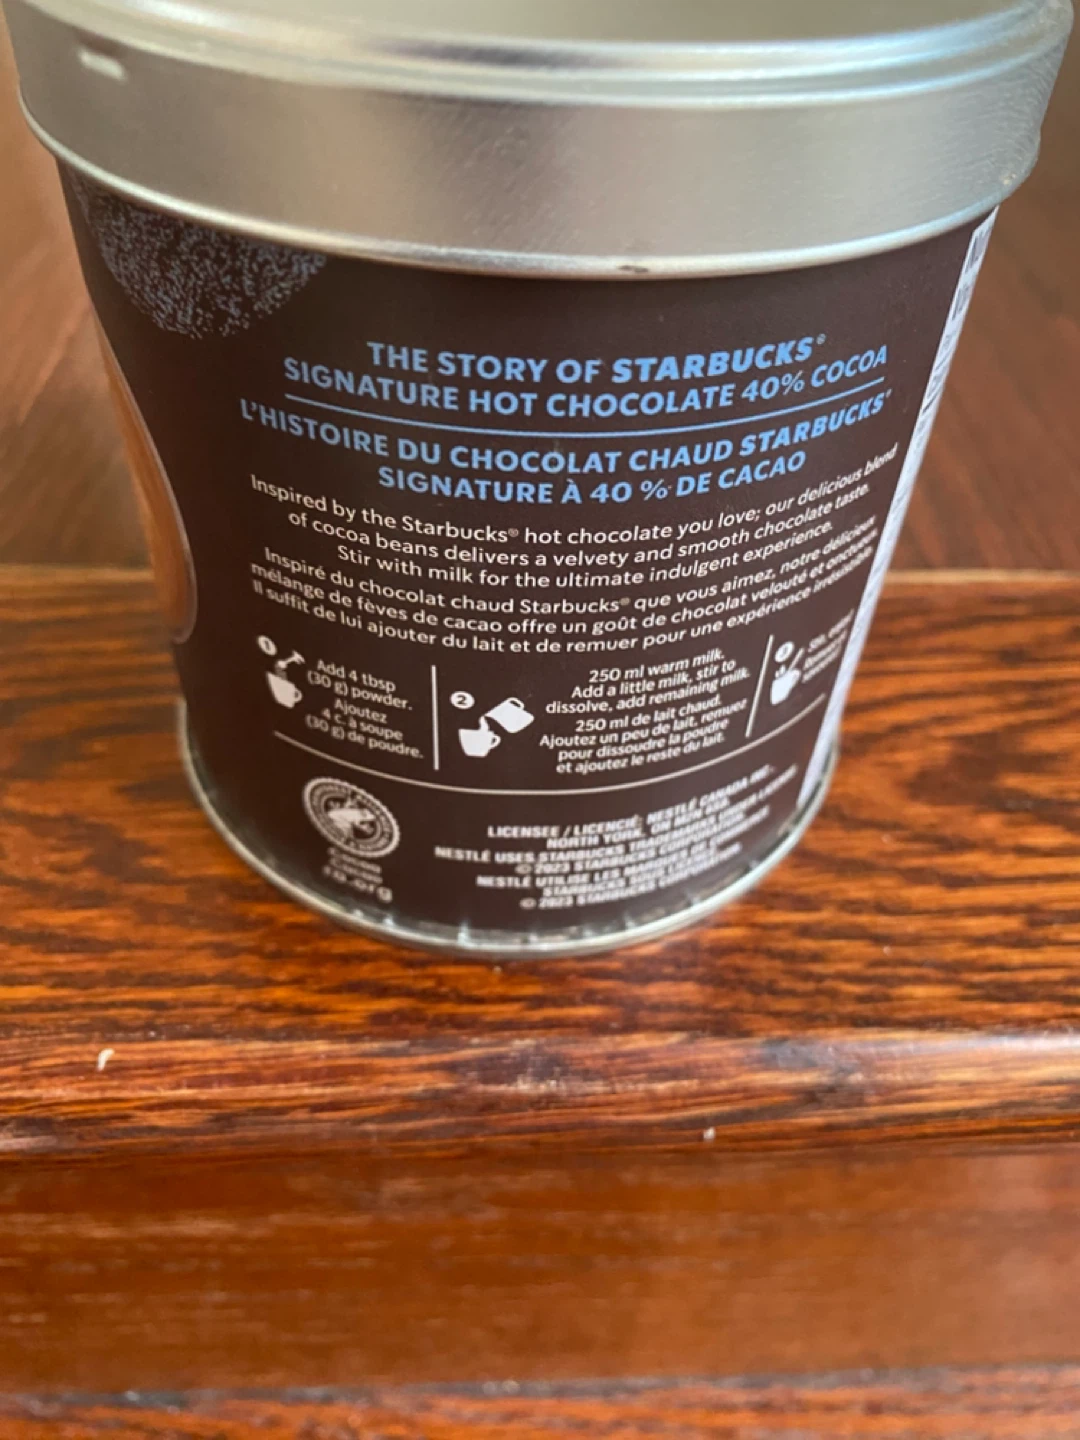 THE STORY OF STARBUCKS®
SIGNATURE HOT CHOCOLATE 40% COCOA
L'HISTOIRE DU CHOCOLAT CHAUD STARBUCKS®
SIGNATURE À 40 % DE CACAO
Inspired by the Starbucks® hot chocolate you love; our delicious blend
of cocoa beans delivers a velvety and smooth chocolate taste.
Stir with milk for the ultimate indulgent experience.
Inspiré du chocolat chaud Starbucks® que vous aimez, notre délicieux
mélange de fèves de cacao offre un goût de chocolat velouté et onctueux.
Il suffit de lui ajouter du lait et de remuer pour une expérience irrésistible.
1
Add 4 tbsp
(30 g) powder.
Ajoutez
4 c. à soupe
(30 g) de poudre.
2
250 ml warm milk.
Add a little milk, stir to
dissolve, add remaining milk.
250 ml de lait chaud.
Ajoutez un peu de lait, remuez
pour dissoudre la poudre
et ajoutez le reste du lait.
3
LICENSEE / LICENCIÉ: NESTLÉ CANADA INC.
NORTH YORK, ON M2N 6S8.
NESTLÉ USES STARBUCKS TRADEMARKS UNDER LICENSE
© 2023 STARBUCKS CORPORATION.
NESTLÉ UTILISE LES MARQUES DE
STARBUCKS SOUS LICENCE
© 2023 STARBUCKS CORPORATION
ra.org